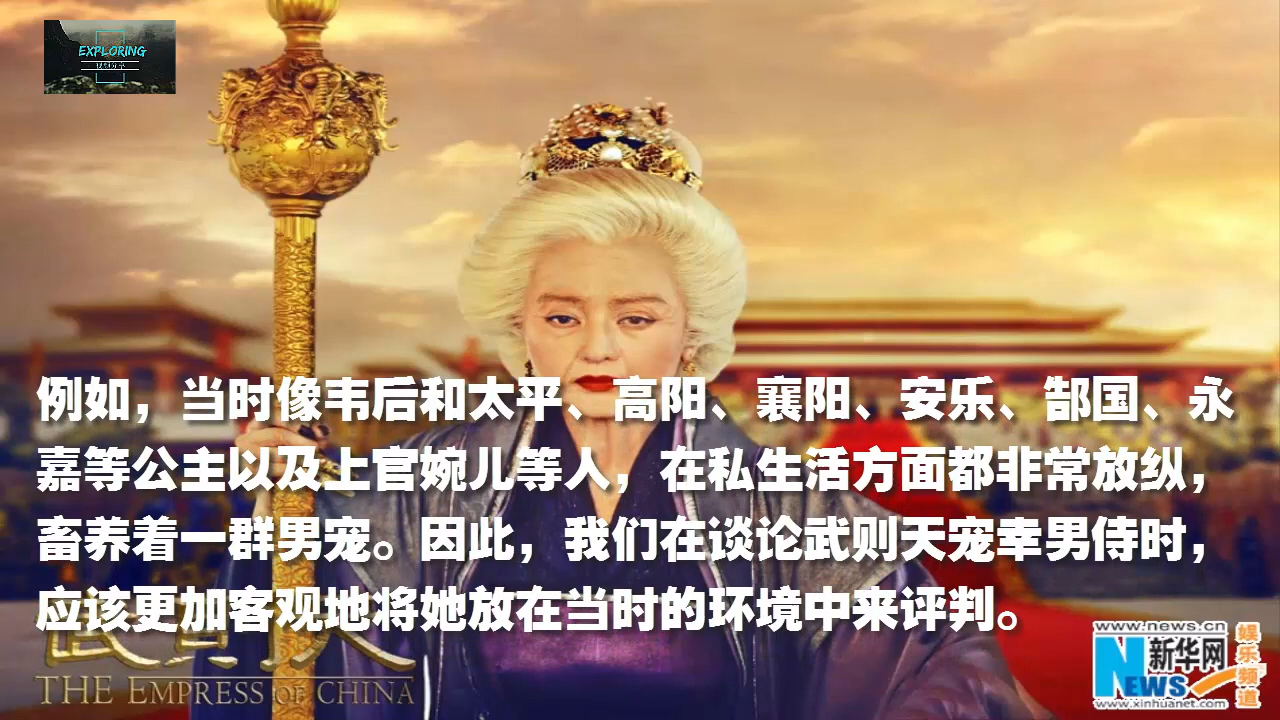 EXPLORING
例如，当时像韦后和太平、高阳、襄阳、安乐、郜国、永
嘉等公主以及上官婉儿等人，在私生活方面都非常放纵，
畜养着一群男宠。因此，我们在谈论武则天宠幸男侍时，
应该更加客观地将她放在当时的环境中来评判。
THE EMPRESS OF CHINA
www.news.cn
新华网
NEWS
www.xinhuanet.com
娱乐频道